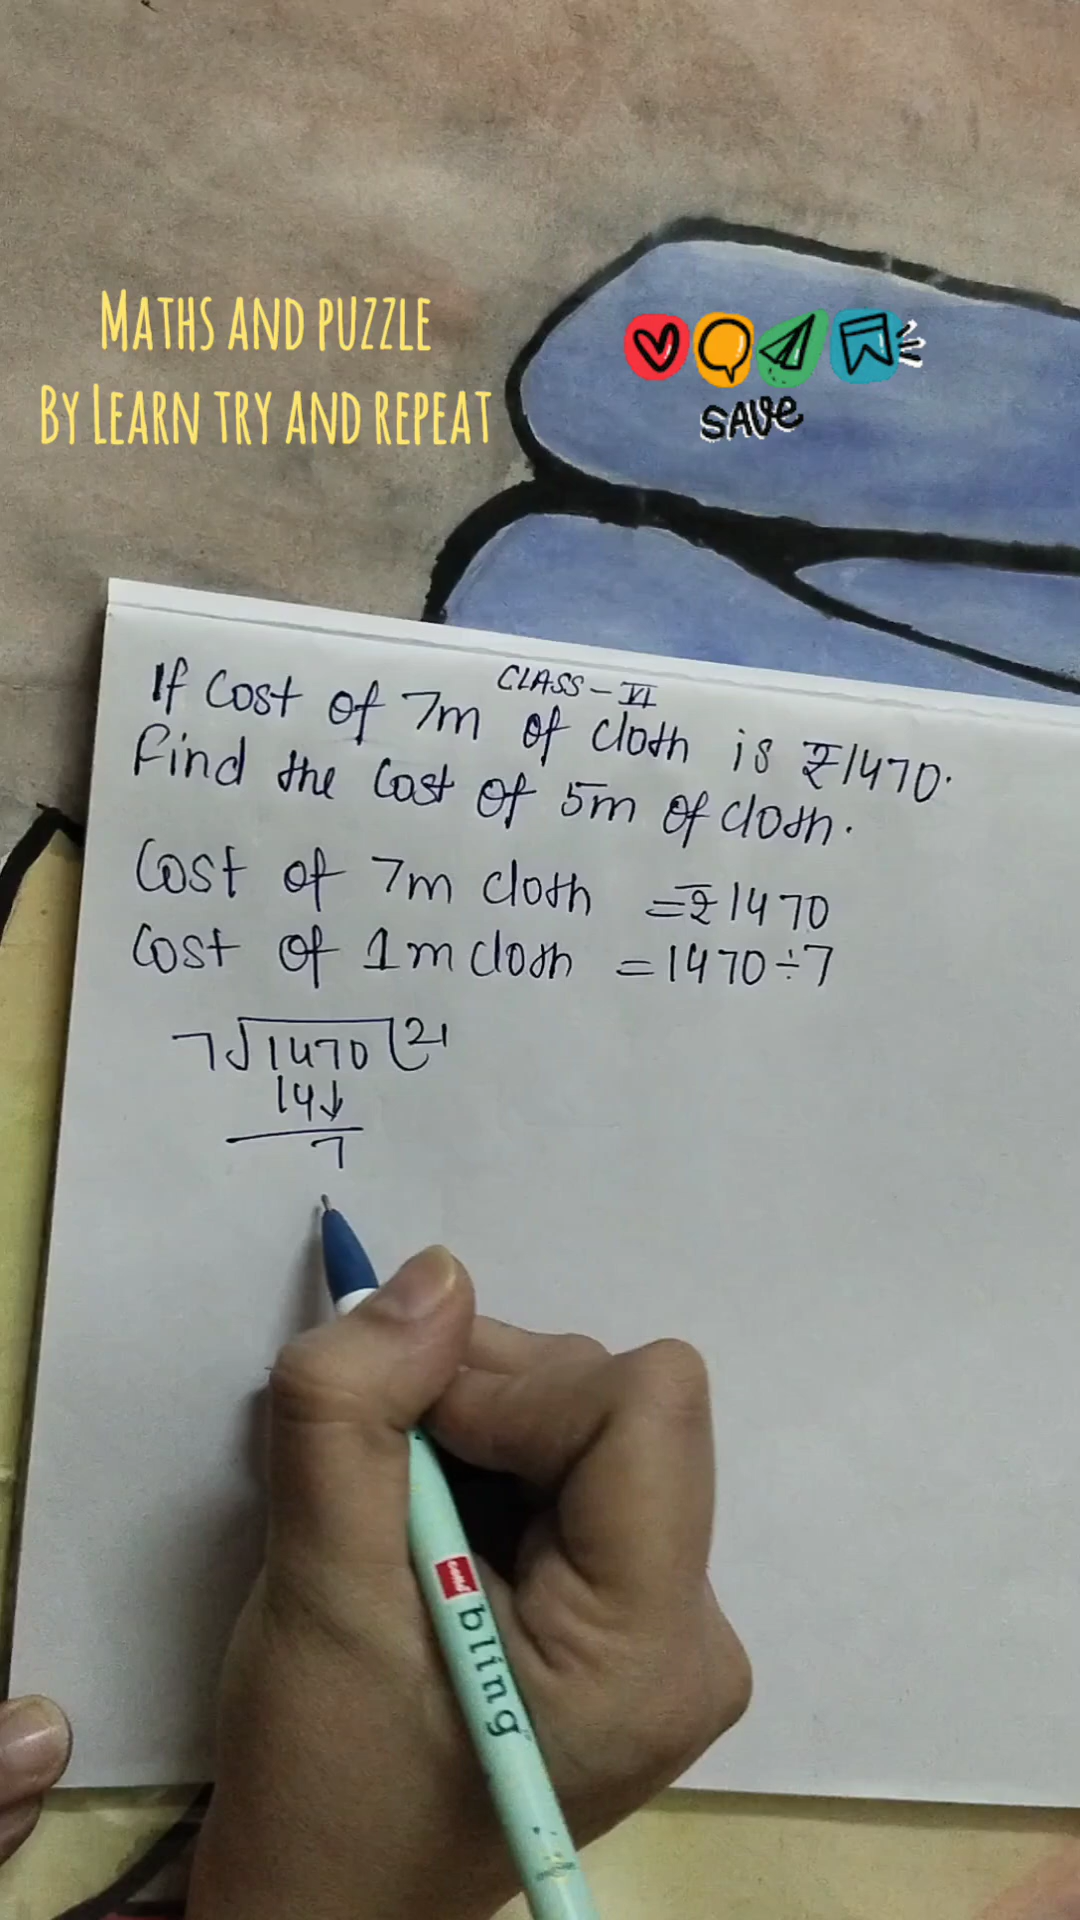 MATHS AND PUZZLE
BY LEARN TRY AND REPEAT
SAVE
CLASS - VI
If Cost of 7m of cloth is ₹1470.
Find the Cost of 5m of cloth.
Cost of 7m cloth = ₹1470
Cost of 1m cloth = 1470÷7
7√1470(21
14↓
7
cello
bling